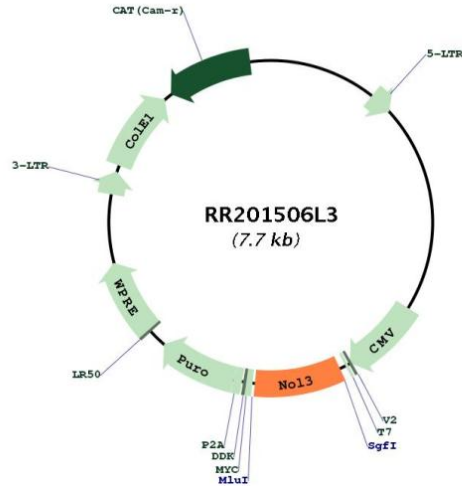 CAT(Cam-r)
5-LTR
ColE1
3-LTR
RR201506L3
(7.7 kb)
WPRE
CMV
LR50
Puro
Nol3
V2
T7
SgfI
P2A
DDK
MYC
MluI